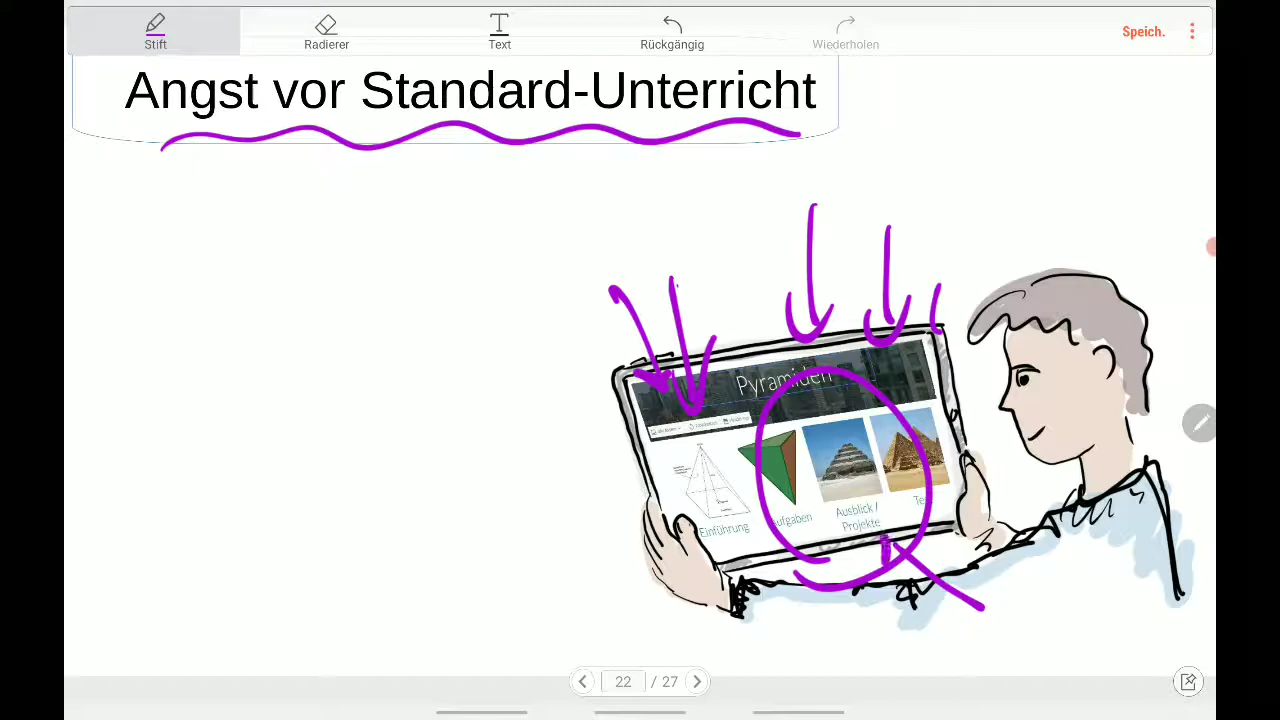 Stift
Radierer
Text
Rückgängig
Wiederholen
Speich.
Angst vor Standard-Unterricht
Pyramiden
Einführung
Aufgaben
Ausblick /
Projekte
22 / 27